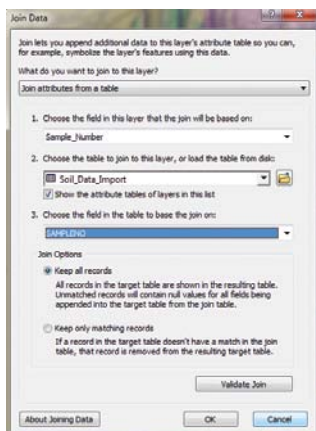 Join Data
Join lets you append additional data to this layer's attribute table so you can,
for example, symbolize the layer's features using this data.
What do you want to join to this layer?
Join attributes from a table
1. Choose the field in this layer that the join will be based on:
Sample_Number
2. Choose the table to join to this layer, or load the table from disk:
Soil_Data_Import
Show the attribute tables of layers in this list
3. Choose the field in the table to base the join on:
SAMPLENO
Join Options
Keep all records
All records in the target table are shown in the resulting table.
Unmatched records will contain null values for all fields being
appended into the target table from the join table.
Keep only matching records
If a record in the target table doesn't have a match in the join
table, that record is removed from the resulting target table.
Validate Join
About Joining Data
OK
Cancel